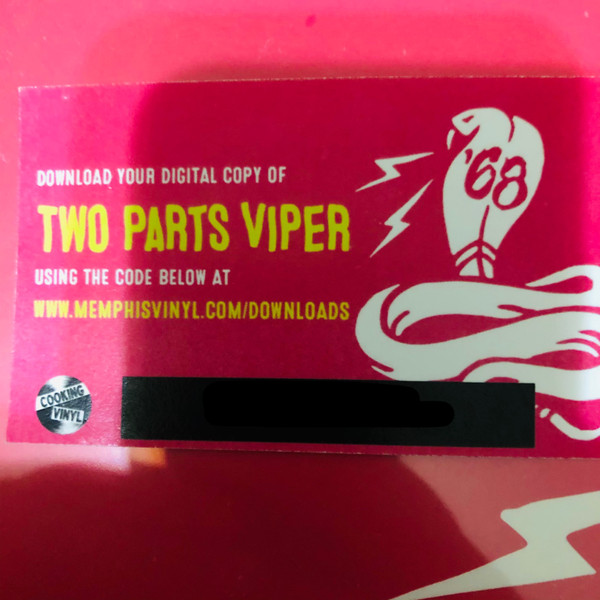 DOWNLOAD YOUR DIGITAL COPY OF
TWO PARTS VIPER
USING THE CODE BELOW AT
WWW.MEMPHISVINYL.COM/DOWNLOADS
'68
COOKING
VINYL